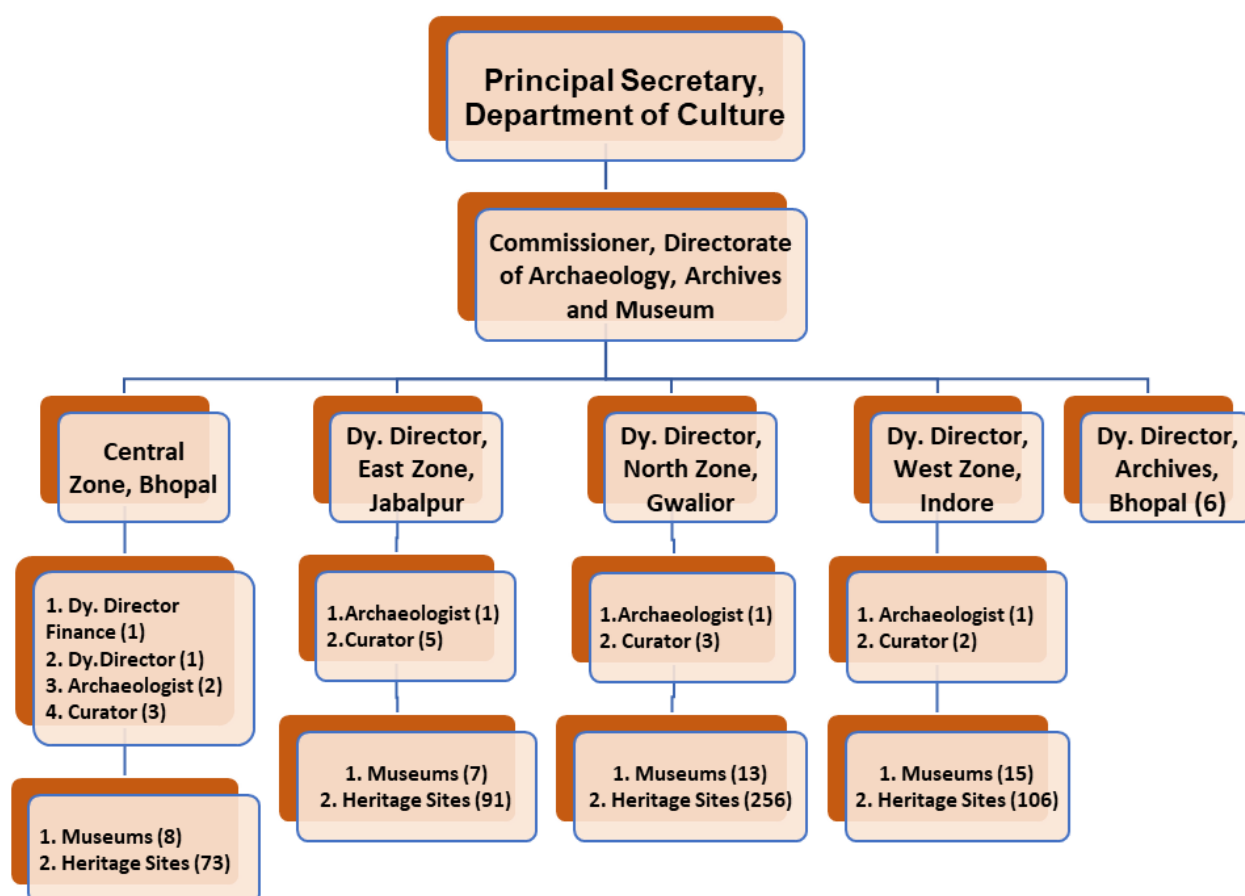 Principal Secretary,
Department of Culture
Commissioner, Directorate
of Archaeology, Archives
and Museum
Central
Zone, Bhopal
Dy. Director,
East Zone,
Jabalpur
Dy. Director,
North Zone,
Gwalior
Dy. Director,
West Zone,
Indore
Dy. Director,
Archives,
Bhopal (6)
1. Dy. Director
Finance (1)
2. Dy.Director (1)
3. Archaeologist (2)
4. Curator (3)
1.Archaeologist (1)
2.Curator (5)
1.Archaeologist (1)
2. Curator (3)
1. Archaeologist (1)
2. Curator (2)
1. Museums (8)
2. Heritage Sites (73)
1. Museums (7)
2. Heritage Sites (91)
1. Museums (13)
2. Heritage Sites (256)
1. Museums (15)
2. Heritage Sites (106)